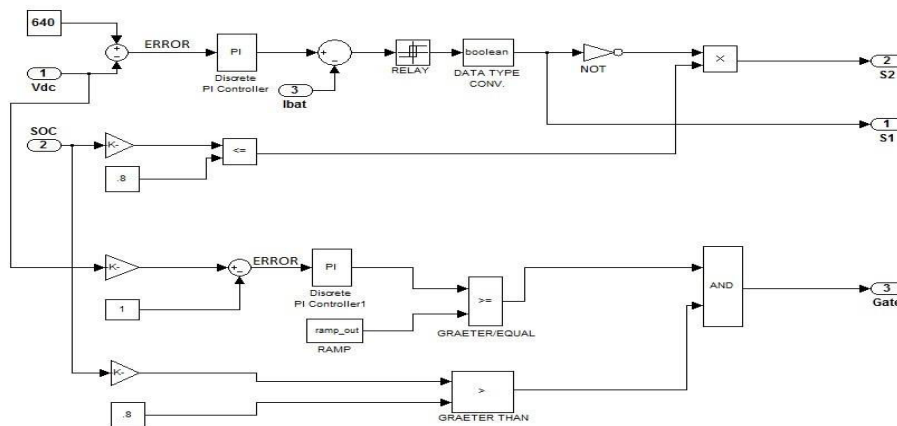 640
ERROR
PI
1
Vdc
Discrete
PI Controller
3
Ibat
RELAY
boolean
DATA TYPE
CONV.
NOT
×
2
S2
1
S1
SOC
2
K-
<=
.8
K-
ERROR
PI
Discrete
PI Controller1
1
ramp_out
RAMP
>=
GRAETER/EQUAL
AND
3
Gate
K-
.8
>
GRAETER THAN